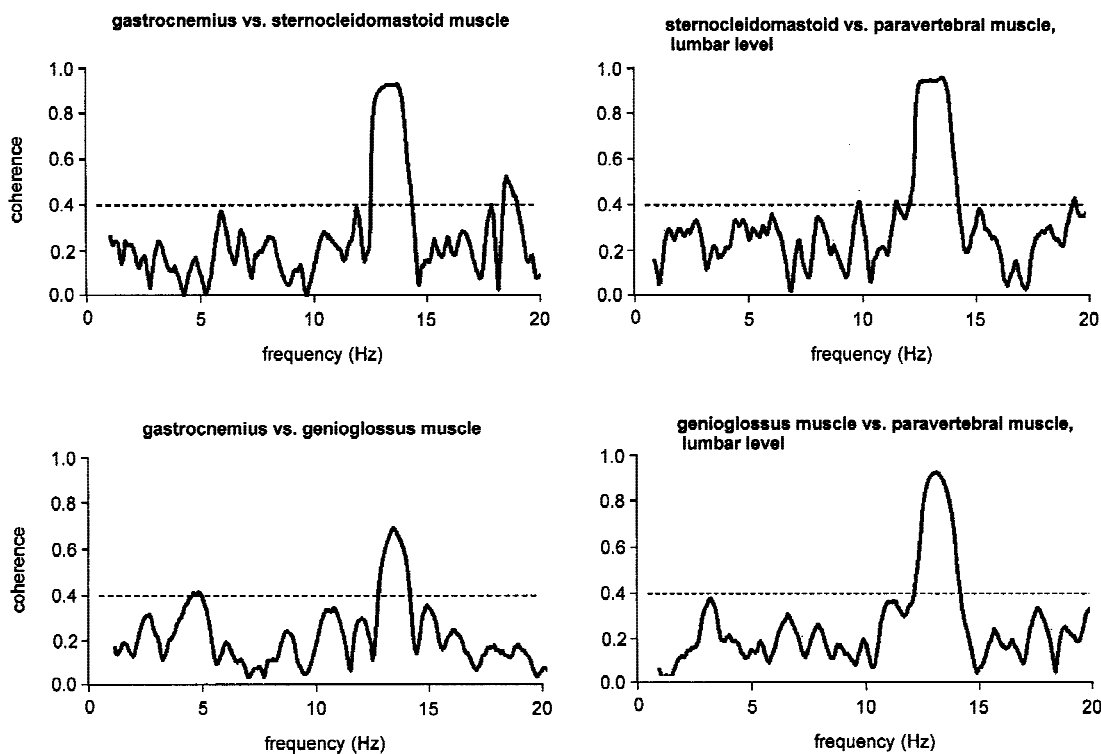 gastrocnemius vs. sternocleidomastoid muscle
coherence
1.0
0.8
0.6
0.4
0.2
0.0
0 5 10 15 20
frequency (Hz)
sternocleidomastoid vs. paravertebral muscle,
lumbar level
1.0
0.8
0.6
0.4
0.2
0.0
0 5 10 15 20
frequency (Hz)
gastrocnemius vs. genioglossus muscle
coherence
1.0
0.8
0.6
0.4
0.2
0.0
0 5 10 15 20
frequency (Hz)
genioglossus muscle vs. paravertebral muscle,
lumbar level
1.0
0.8
0.6
0.4
0.2
0.0
0 5 10 15 20
frequency (Hz)